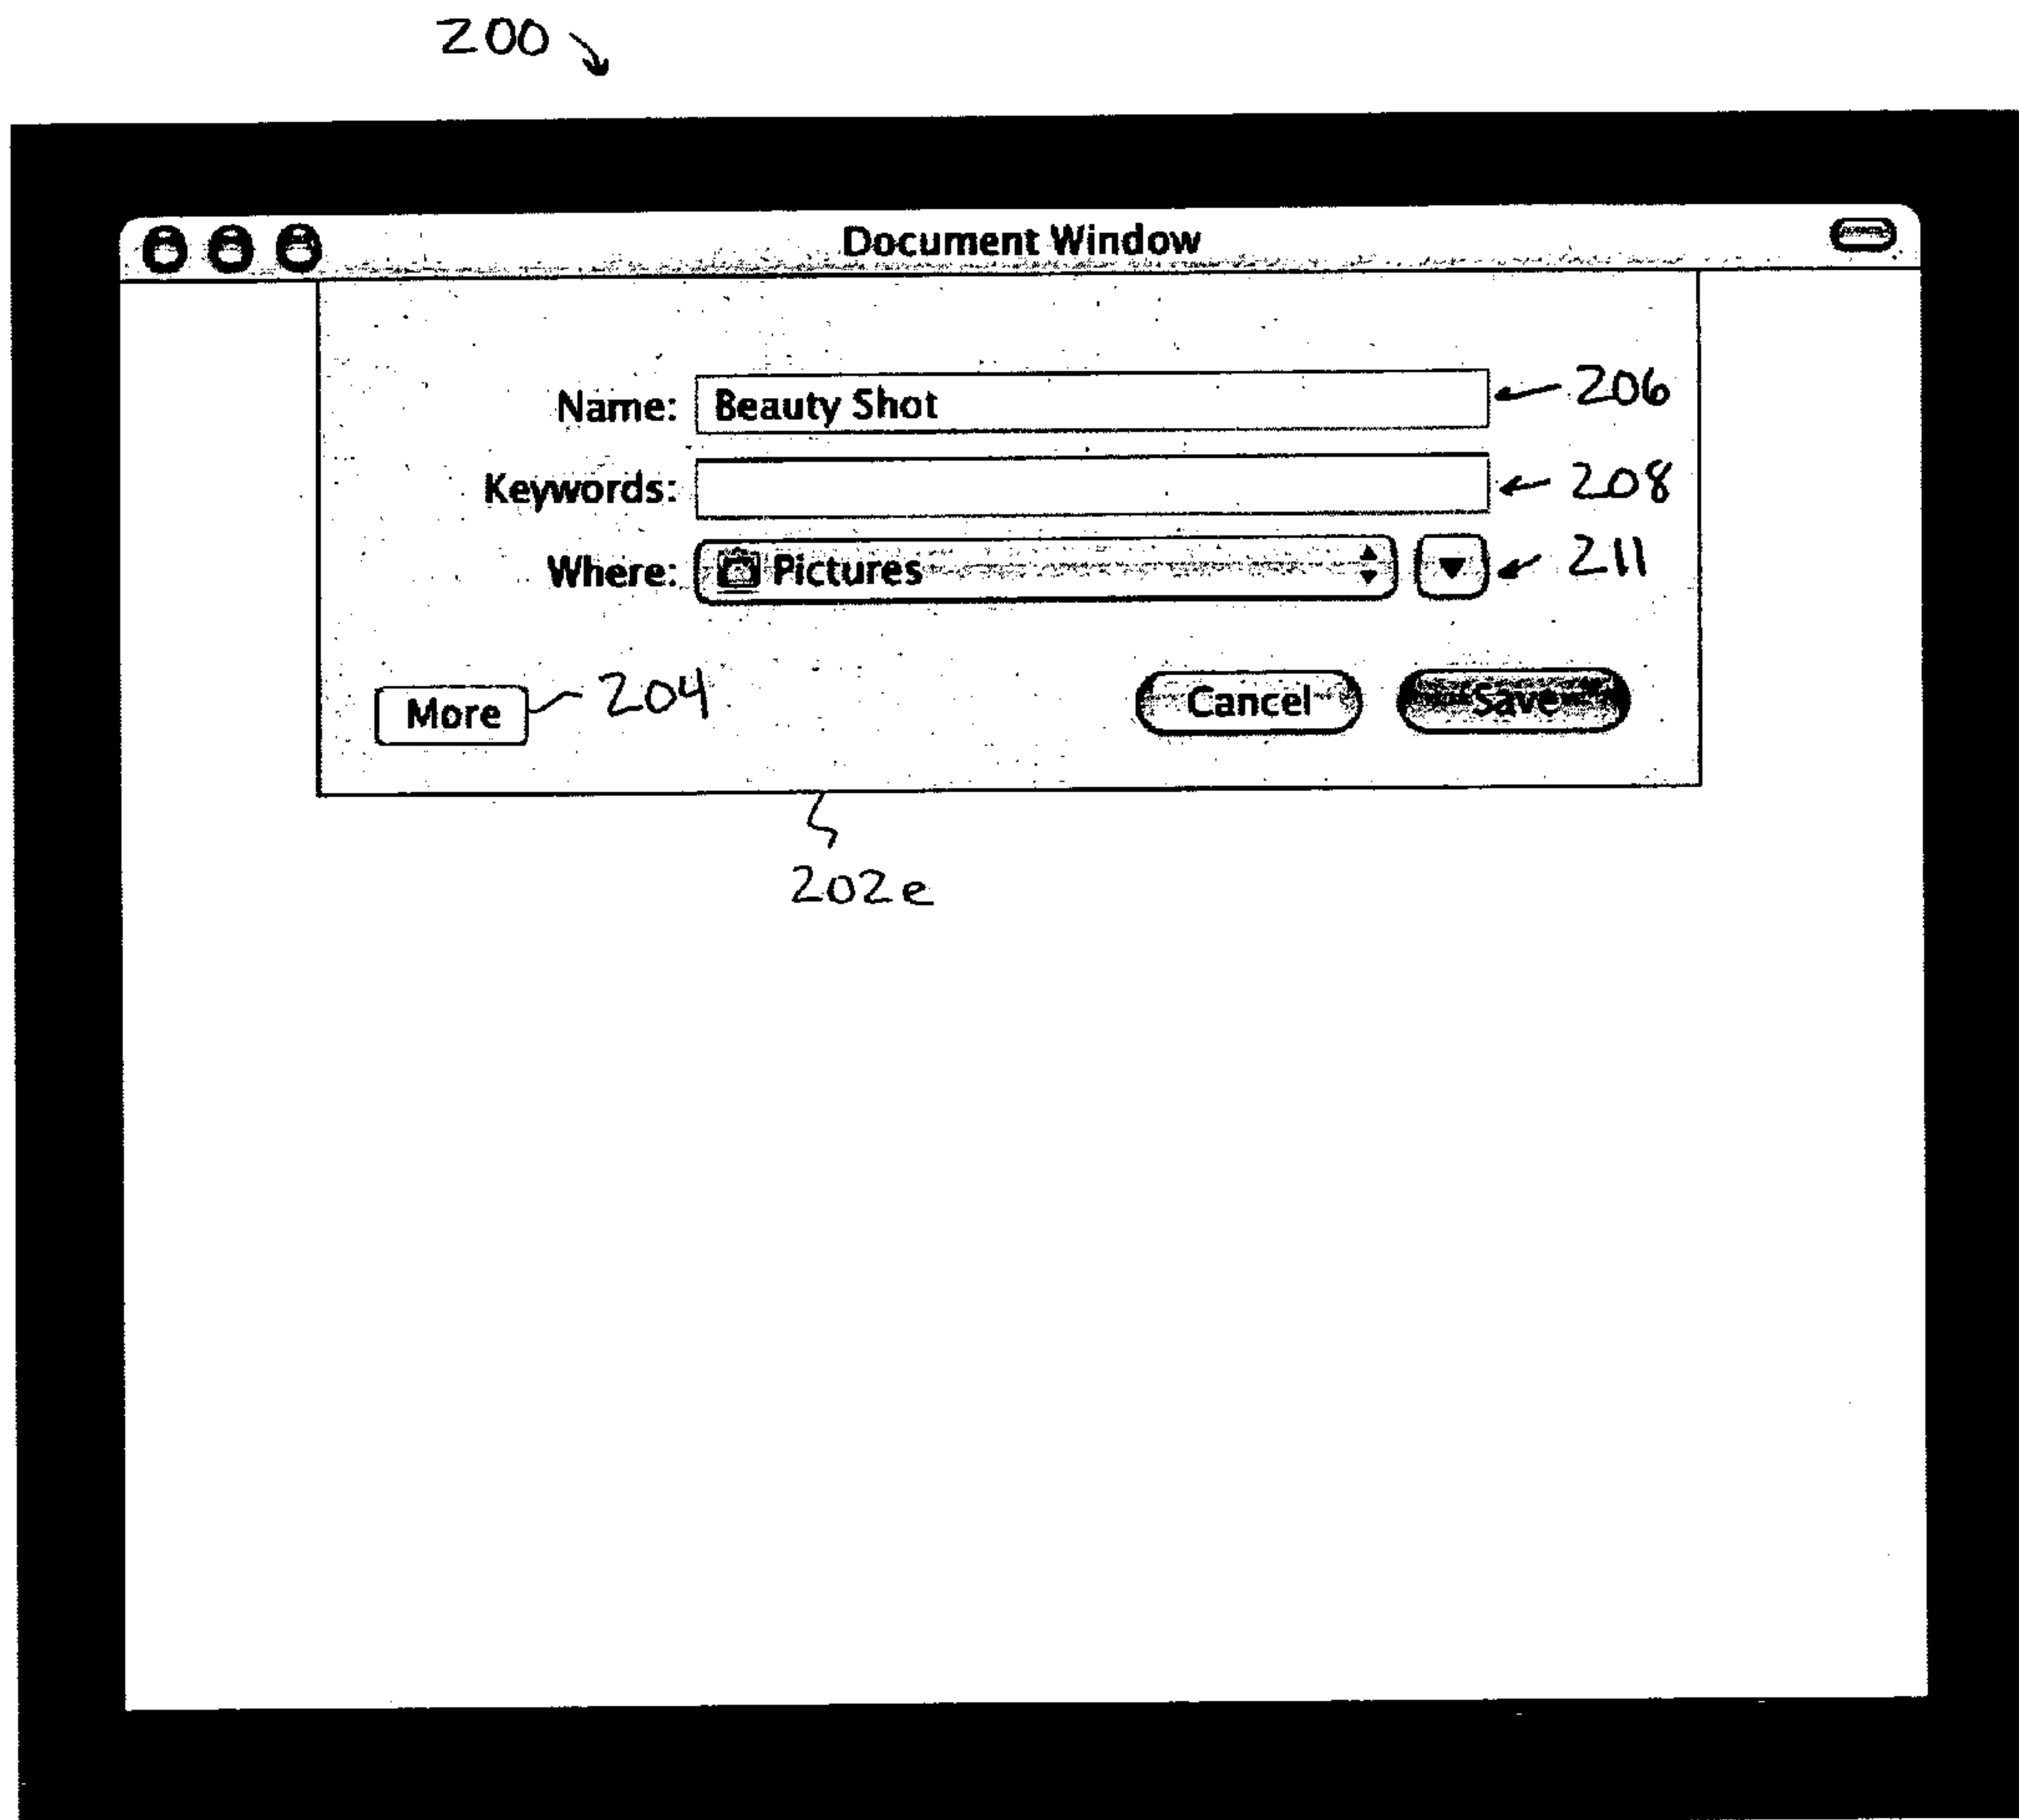 200
Document Window
Name: Beauty Shot 206
Keywords: 208
Where: Pictures 211
More 204 Cancel Save
202e